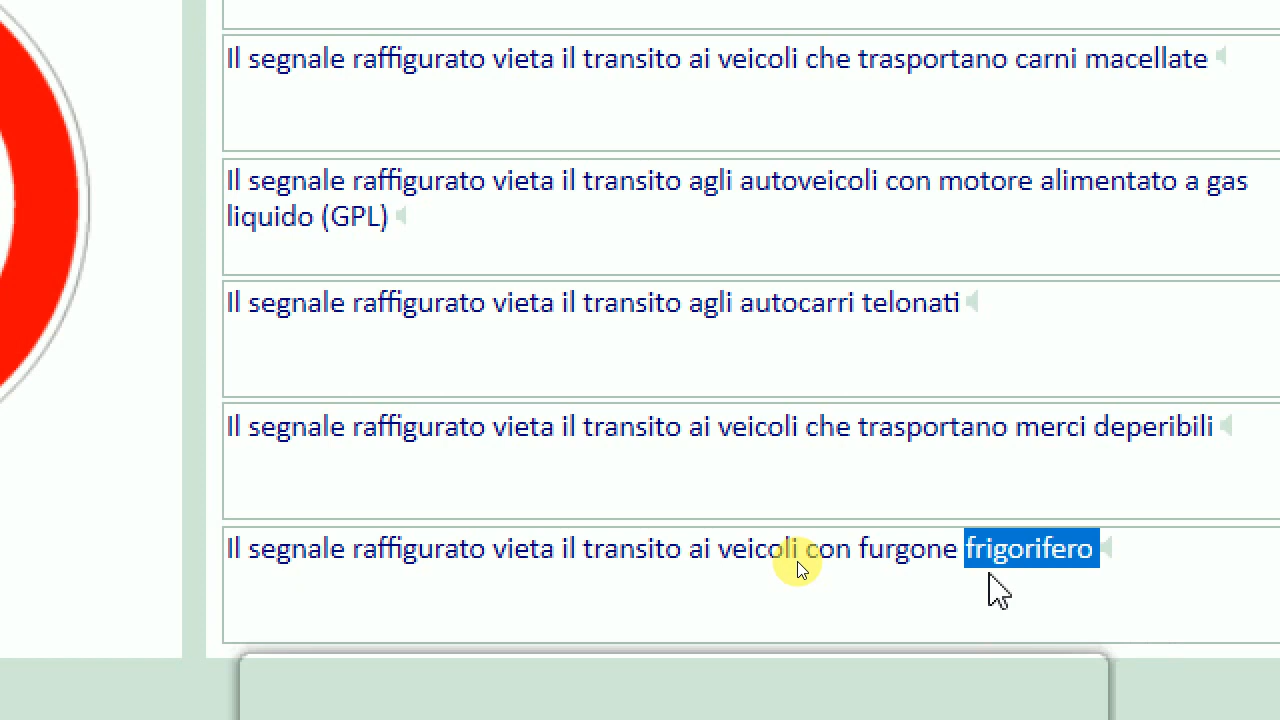 Il segnale raffigurato vieta il transito ai veicoli che trasportano carni macellate
Il segnale raffigurato vieta il transito agli autoveicoli con motore alimentato a gas
liquido (GPL)
Il segnale raffigurato vieta il transito agli autocarri telonati
Il segnale raffigurato vieta il transito ai veicoli che trasportano merci deperibili
Il segnale raffigurato vieta il transito ai veicoli con furgone frigorifero